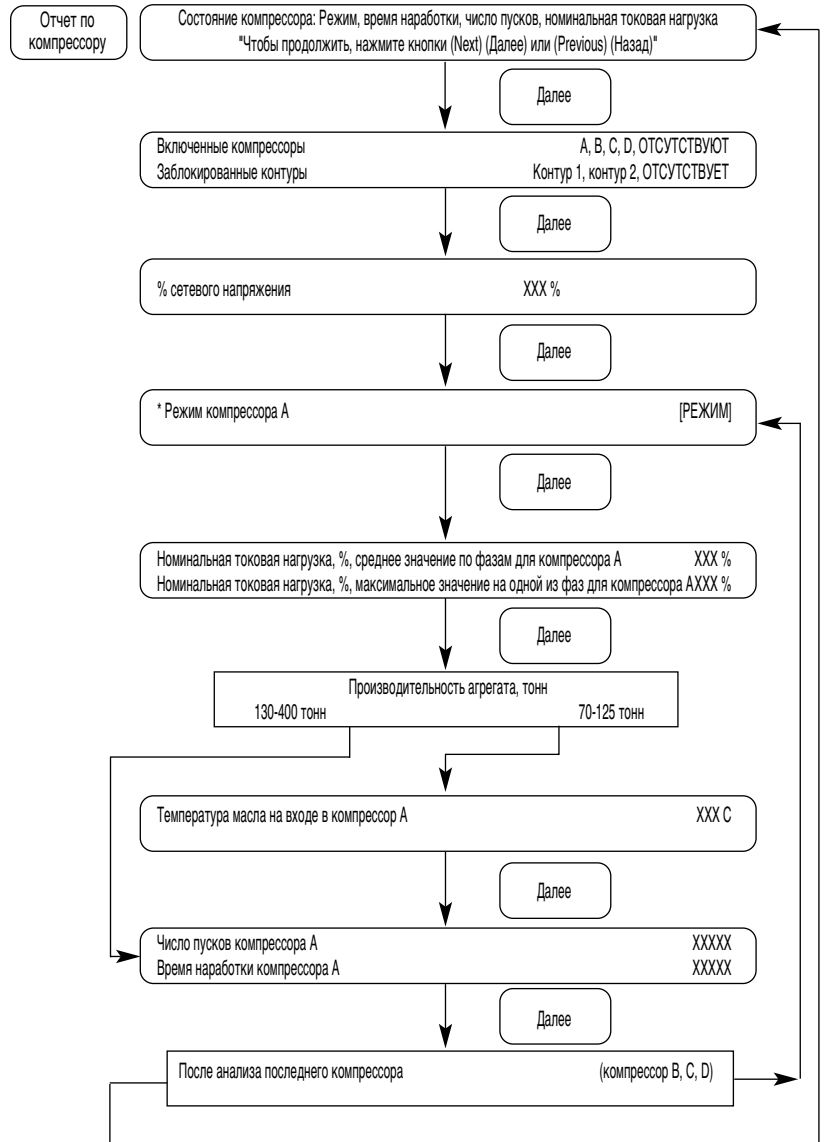 Отчет по
компрессору
Состояние компрессора: Режим, время наработки, число пусков, номинальная токовая нагрузка
"Чтобы продолжить, нажмите кнопки (Next) (Далее) или (Previous) (Назад)"
Далее
Включенные компрессоры A, B, C, D, ОТСУТСТВУЮТ
Заблокированные контуры Контур 1, контур 2, ОТСУТСТВУЕТ
Далее
% сетевого напряжения XXX %
Далее
* Режим компрессора A [РЕЖИМ]
Далее
Номинальная токовая нагрузка, %, среднее значение по фазам для компрессора A XXX %
Номинальная токовая нагрузка, %, максимальное значение на одной из фаз для компрессора AXXX %
Далее
Производительность агрегата, тонн
130-400 тонн 70-125 тонн
Температура масла на входе в компрессор A XXX C
Далее
Число пусков компрессора A XXXXX
Время наработки компрессора A XXXXX
Далее
После анализа последнего компрессора (компрессор B, C, D)